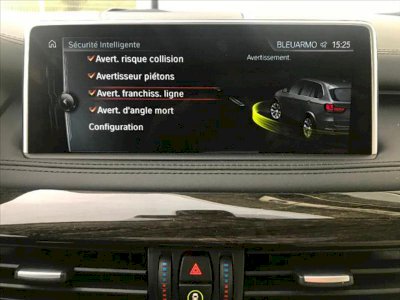 Sécurité Intelligente
BLEUARMO 15:25
Avert. risque collision
Avertissement
Avertisseur piétons
Avert. franchiss. ligne
Avert. d'angle mort
Configuration